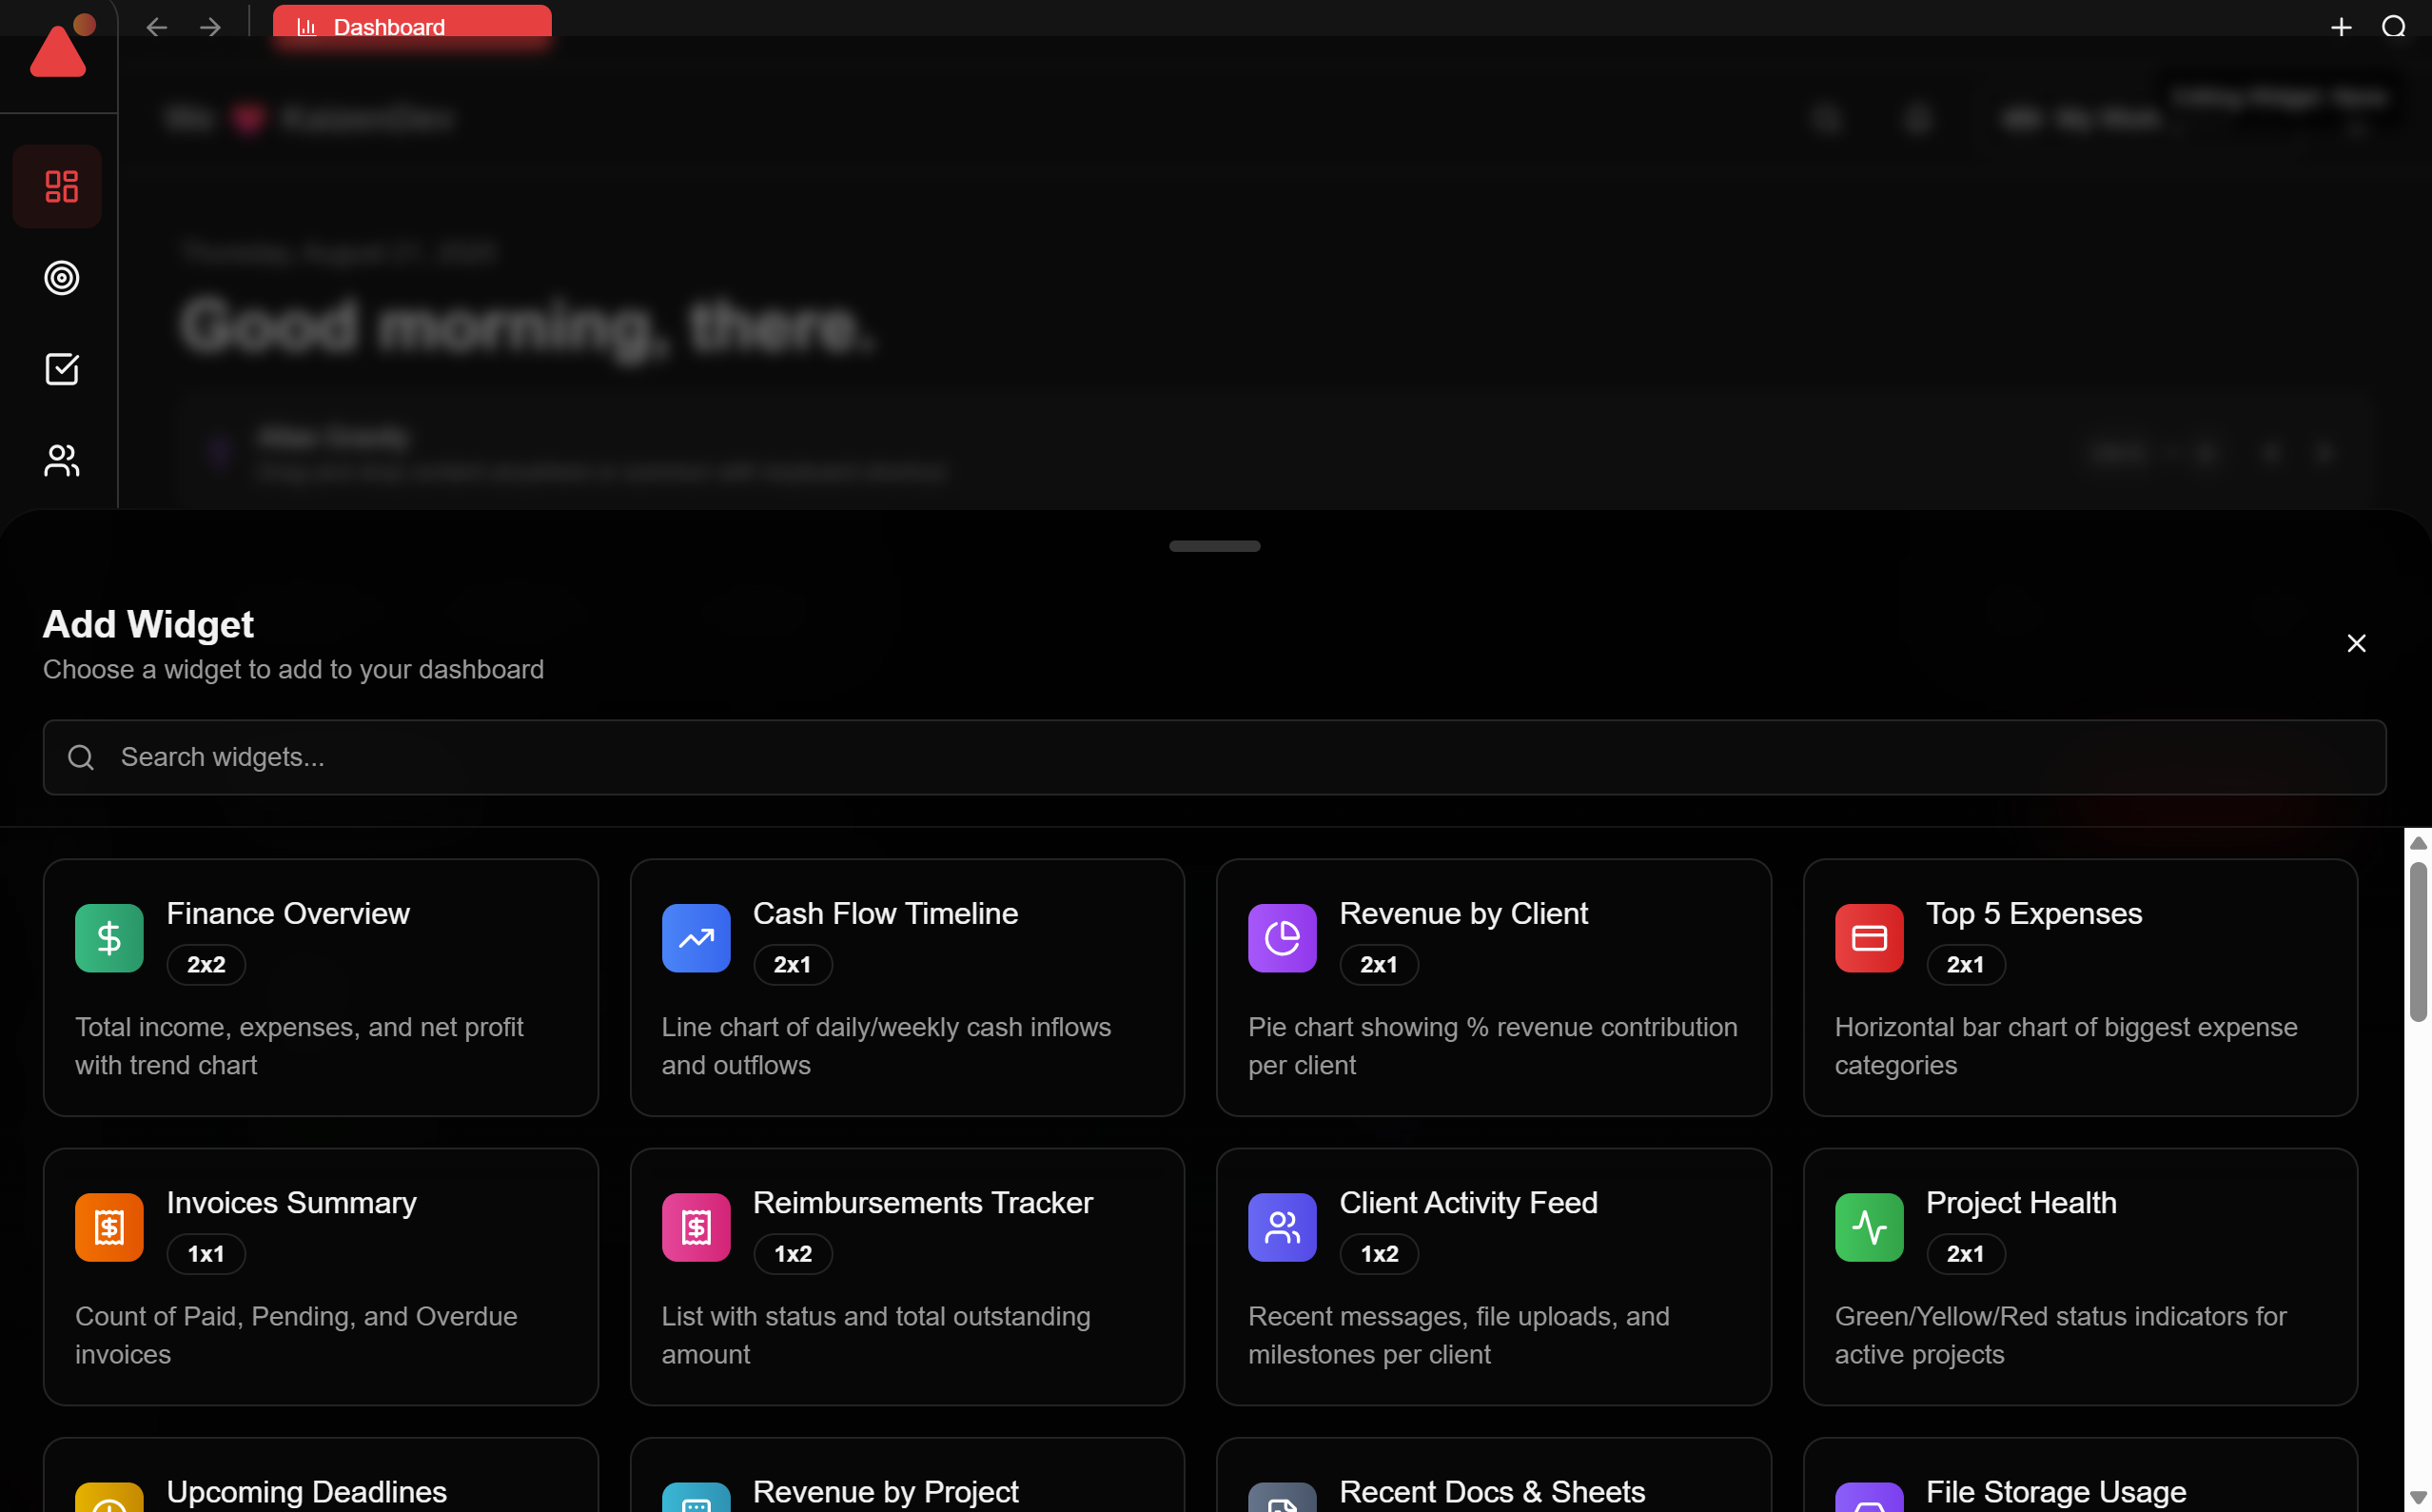 Dashboard
We KaizenDev
Thursday, August 21, 2025
Good morning, there.
Add Widget
Choose a widget to add to your dashboard
Search widgets...
Finance Overview
2x2
Total income, expenses, and net profit
with trend chart
Cash Flow Timeline
2x1
Line chart of daily/weekly cash inflows
and outflows
Revenue by Client
2x1
Pie chart showing % revenue contribution
per client
Top 5 Expenses
2x1
Horizontal bar chart of biggest expense
categories
Invoices Summary
1x1
Count of Paid, Pending, and Overdue
invoices
Reimbursements Tracker
1x2
List with status and total outstanding
amount
Client Activity Feed
1x2
Recent messages, file uploads, and
milestones per client
Project Health
2x1
Green/Yellow/Red status indicators for
active projects
Upcoming Deadlines
Revenue by Project
Recent Docs & Sheets
File Storage Usage